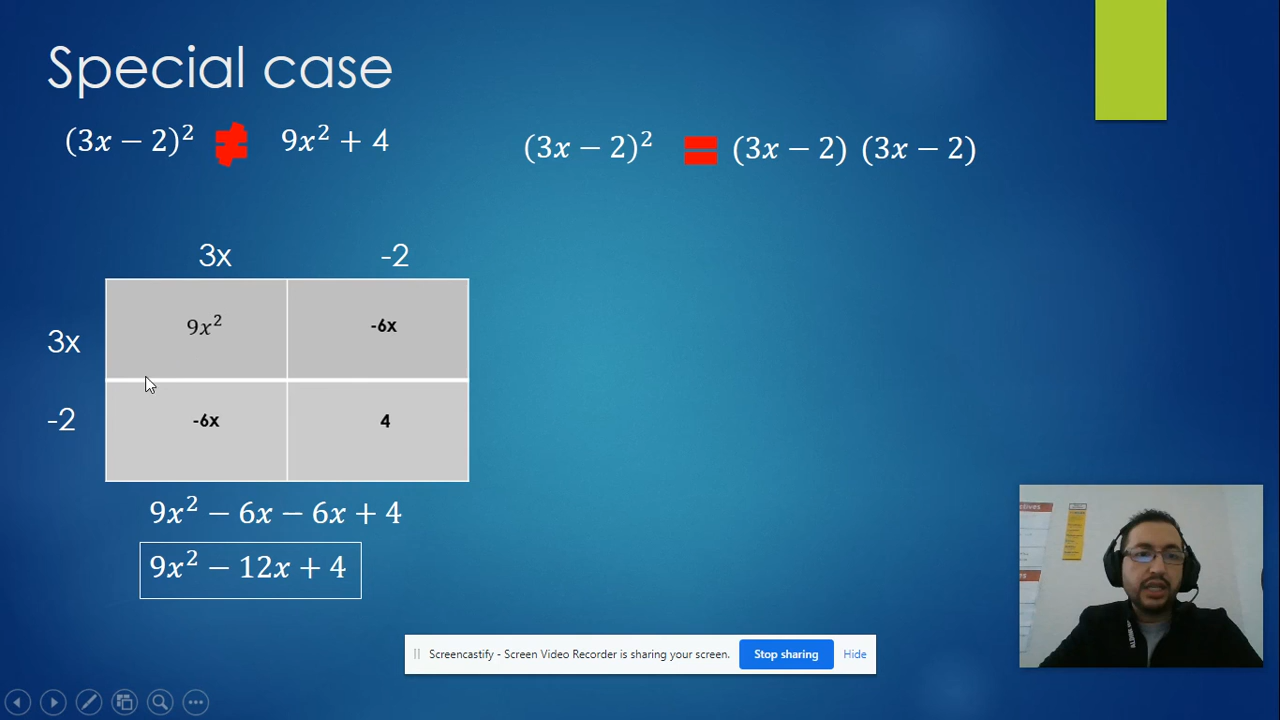 Special case
(3x − 2)² ≠ 9x² + 4
(3x − 2)² = (3x − 2) (3x − 2)
3x -2
3x 9x² -6x
-2 -6x 4
9x² − 6x − 6x + 4
9x² − 12x + 4
Screencastify - Screen Video Recorder is sharing your screen. Stop sharing Hide